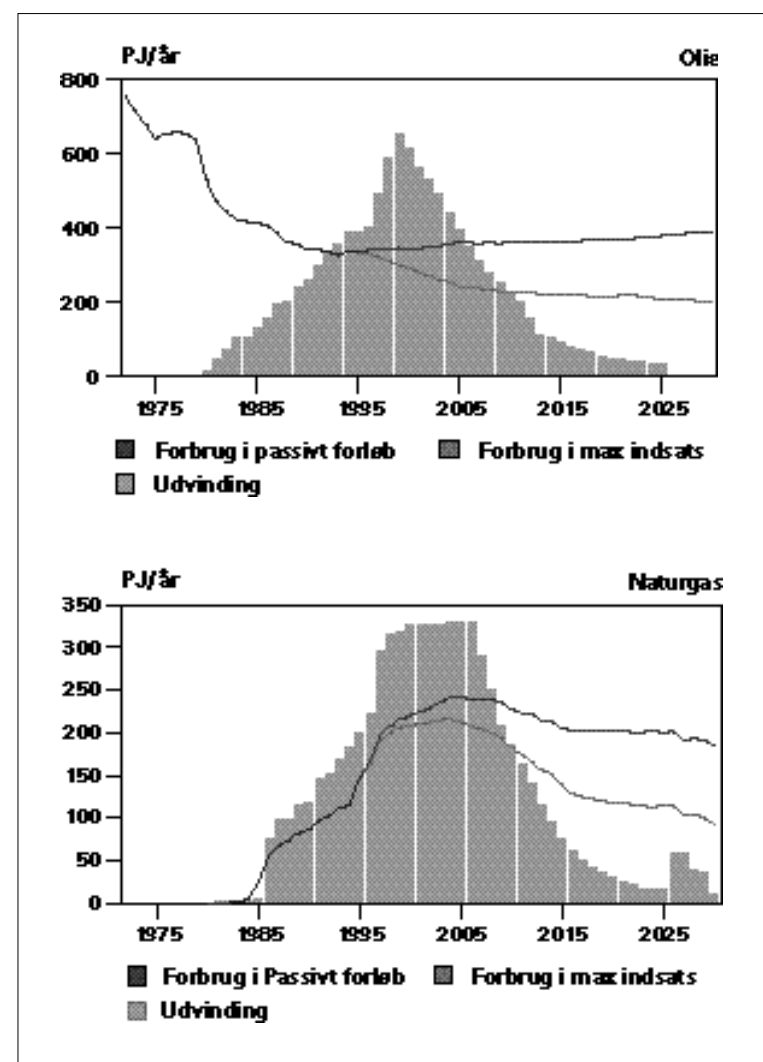 PJ/år Olie
800
600
400
200
0
1975 1985 1995 2005 2015 2025
Forbrug i passivt forløb Forbrug i max indsats
Udvinding
PJ/år Naturgas
350
300
250
200
150
100
50
0
1975 1985 1995 2005 2015 2025
Forbrug i Passivt forløb Forbrug i max indsats
Udvinding